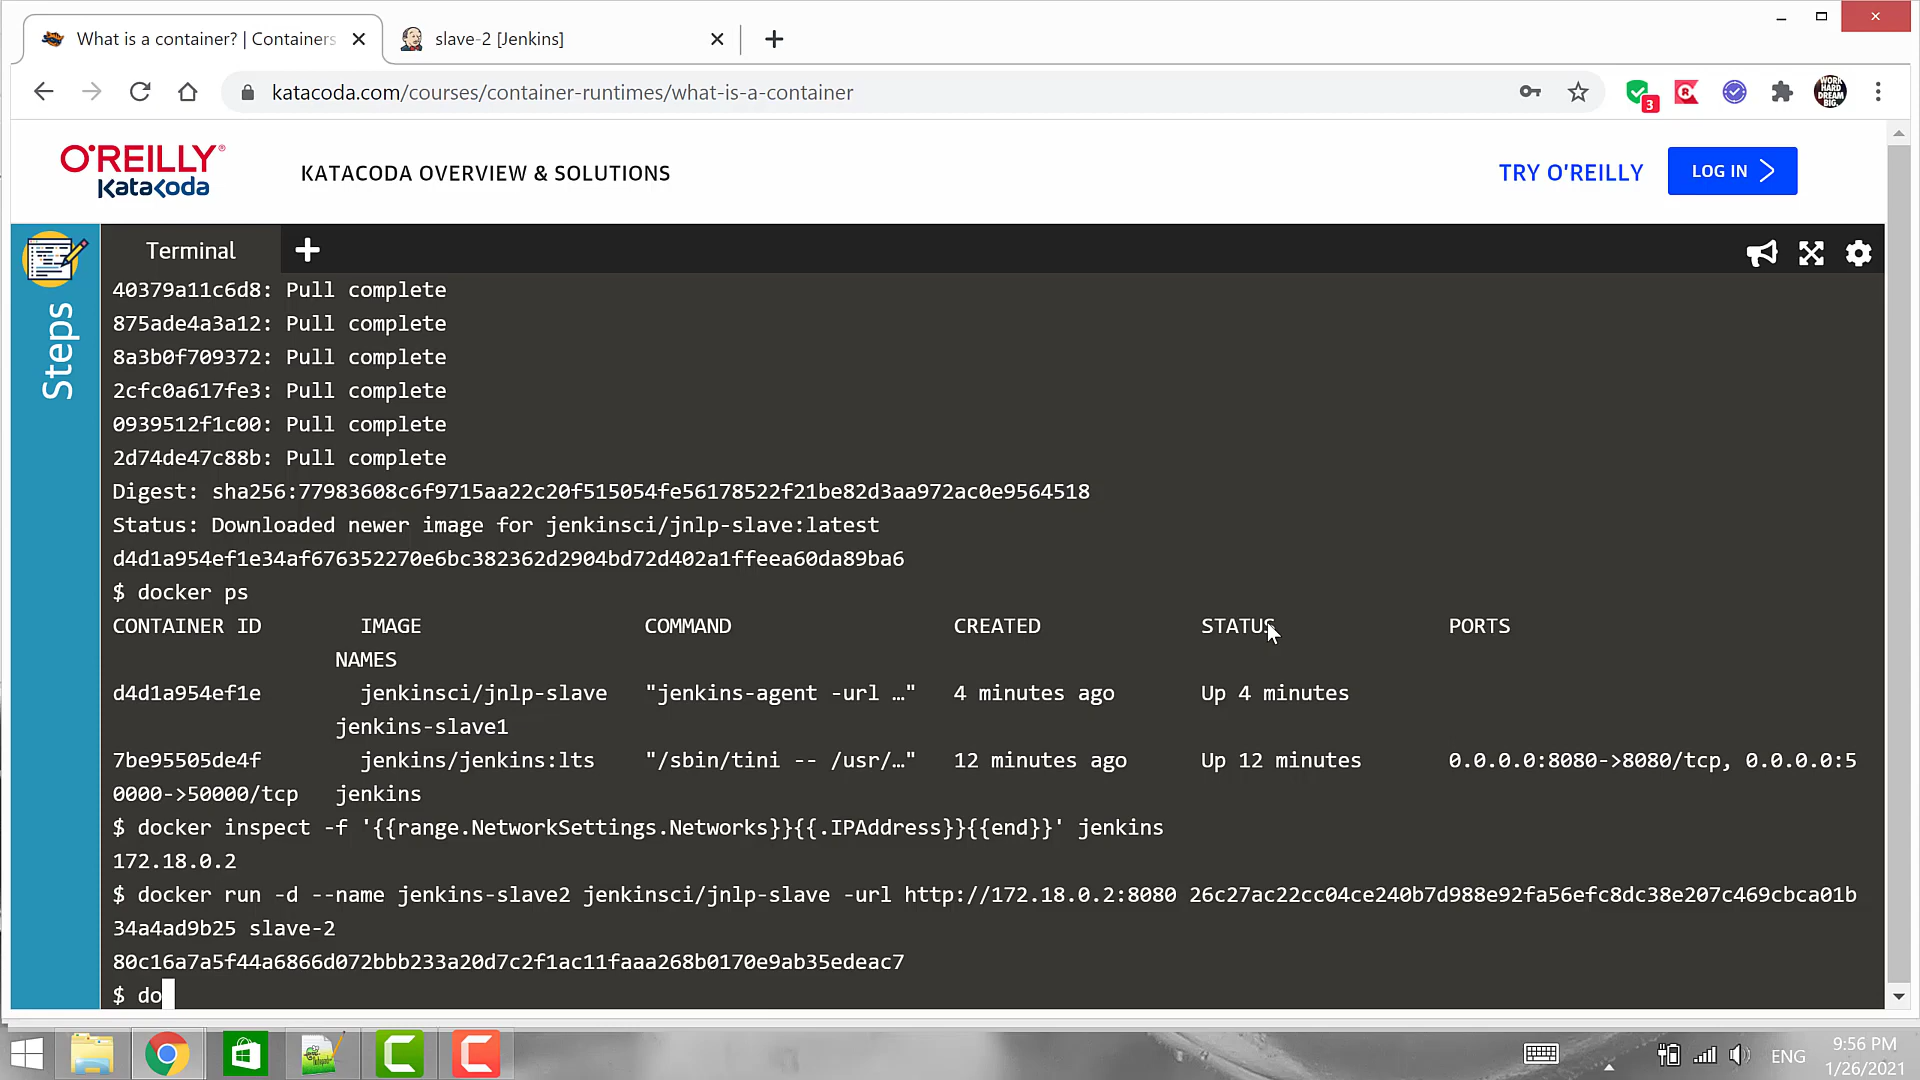 What is a container? | Containers
slave-2 [Jenkins]
katacoda.com/courses/container-runtimes/what-is-a-container
3
WORK HARD DREAM BIG.
O'REILLY
Katacoda
KATACODA OVERVIEW & SOLUTIONS
TRY O'REILLY
LOG IN
Steps
Terminal
40379a11c6d8: Pull complete
875ade4a3a12: Pull complete
8a3b0f709372: Pull complete
2cfc0a617fe3: Pull complete
0939512f1c00: Pull complete
2d74de47c88b: Pull complete
Digest: sha256:77983608c6f9715aa22c20f515054fe56178522f21be82d3aa972ac0e9564518
Status: Downloaded newer image for jenkinsci/jnlp-slave:latest
d4d1a954ef1e34af676352270e6bc382362d2904bd72d402a1ffeea60da89ba6
$ docker ps
CONTAINER ID IMAGE COMMAND CREATED STATUS PORTS
NAMES
d4d1a954ef1e jenkinsci/jnlp-slave "jenkins-agent -url …" 4 minutes ago Up 4 minutes
jenkins-slave1
7be95505de4f jenkins/jenkins:lts "/sbin/tini -- /usr/…" 12 minutes ago Up 12 minutes 0.0.0.0:8080->8080/tcp, 0.0.0.0:5
0000->50000/tcp jenkins
$ docker inspect -f '{{range.NetworkSettings.Networks}}{{.IPAddress}}{{end}}' jenkins
172.18.0.2
$ docker run -d --name jenkins-slave2 jenkinsci/jnlp-slave -url http://172.18.0.2:8080 26c27ac22cc04ce240b7d988e92fa56efc8dc38e207c469cbca01b
34a4ad9b25 slave-2
80c16a7a5f44a6866d072bbb233a20d7c2f1ac11faaa268b0170e9ab35edeac7
$ do
ENG
9:56 PM
1/26/2021